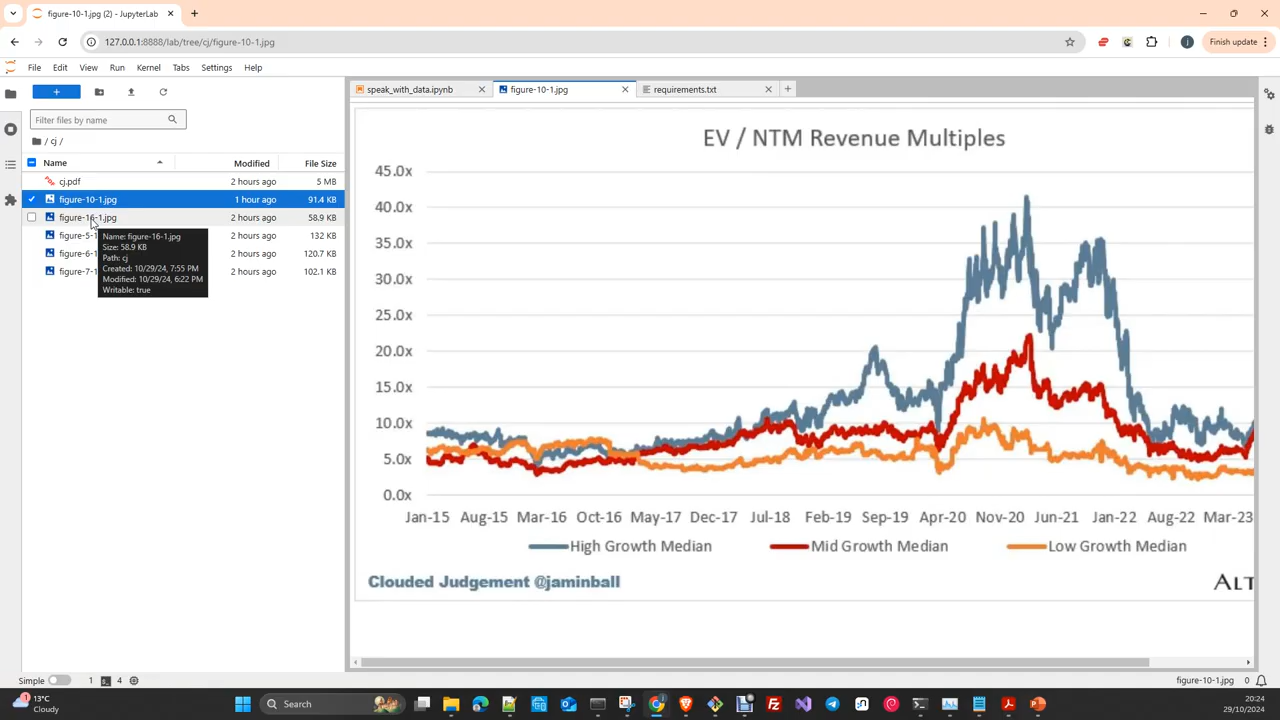 figure-10-1.jpg (2) - JupyterLab
127.0.0.1:8888/lab/tree/cj/figure-10-1.jpg
Finish update
File Edit View Run Kernel Tabs Settings Help
speak_with_data.ipynb
figure-10-1.jpg
requirements.txt
Filter files by name
/ cj /
Name Modified File Size
cj.pdf 2 hours ago 5 MB
figure-10-1.jpg 1 hour ago 91.4 KB
figure-16-1.jpg 2 hours ago 58.9 KB
figure-5-1 2 hours ago 132 KB
figure-6-1 2 hours ago 120.7 KB
figure-7-1 2 hours ago 102.1 KB
Name: figure-16-1.jpg
Size: 58.9 KB
Path: cj
Created: 10/29/24, 7:55 PM
Modified: 10/29/24, 6:22 PM
Writable: true
EV / NTM Revenue Multiples
45.0x
40.0x
35.0x
30.0x
25.0x
20.0x
15.0x
10.0x
5.0x
0.0x
Jan-15 Aug-15 Mar-16 Oct-16 May-17 Dec-17 Jul-18 Feb-19 Sep-19 Apr-20 Nov-20 Jun-21 Jan-22 Aug-22 Mar-23
High Growth Median Mid Growth Median Low Growth Median
Clouded Judgement @jaminball
ALT
Simple 1 4
figure-10-1.jpg 0
13°C
Cloudy
Search
20:24
29/10/2024